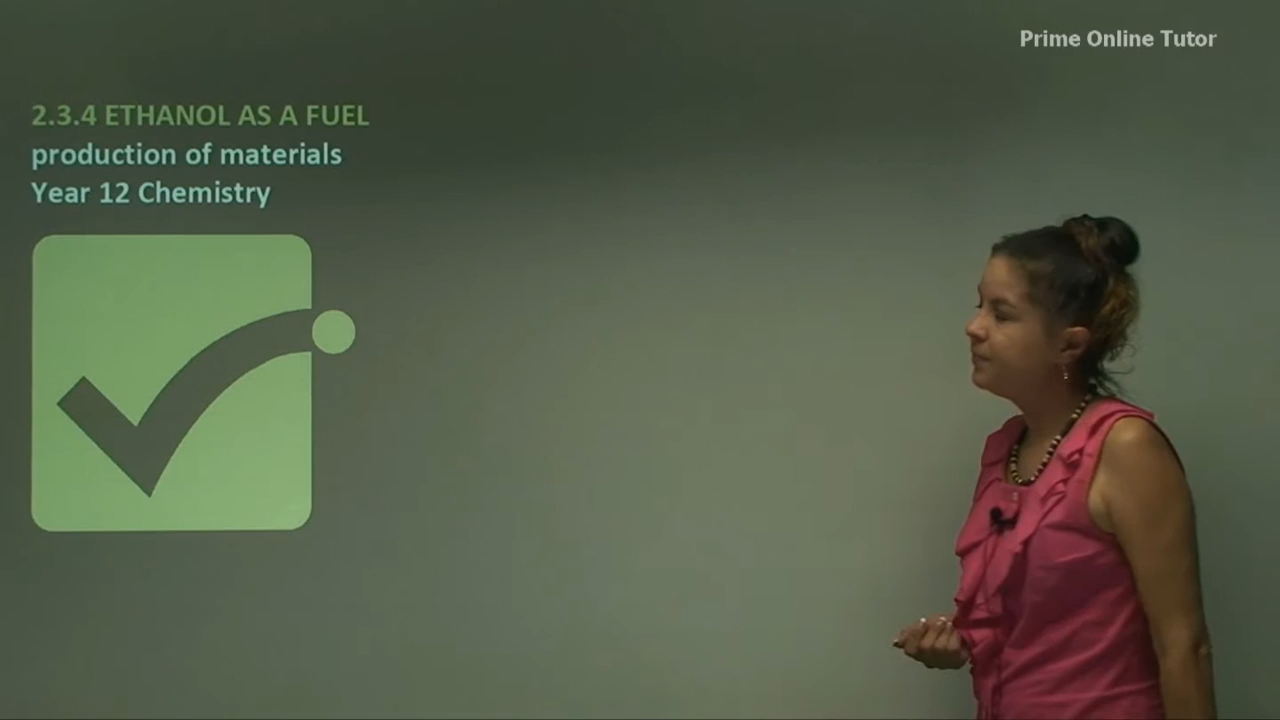 Prime Online Tutor
2.3.4 ETHANOL AS A FUEL
production of materials
Year 12 Chemistry